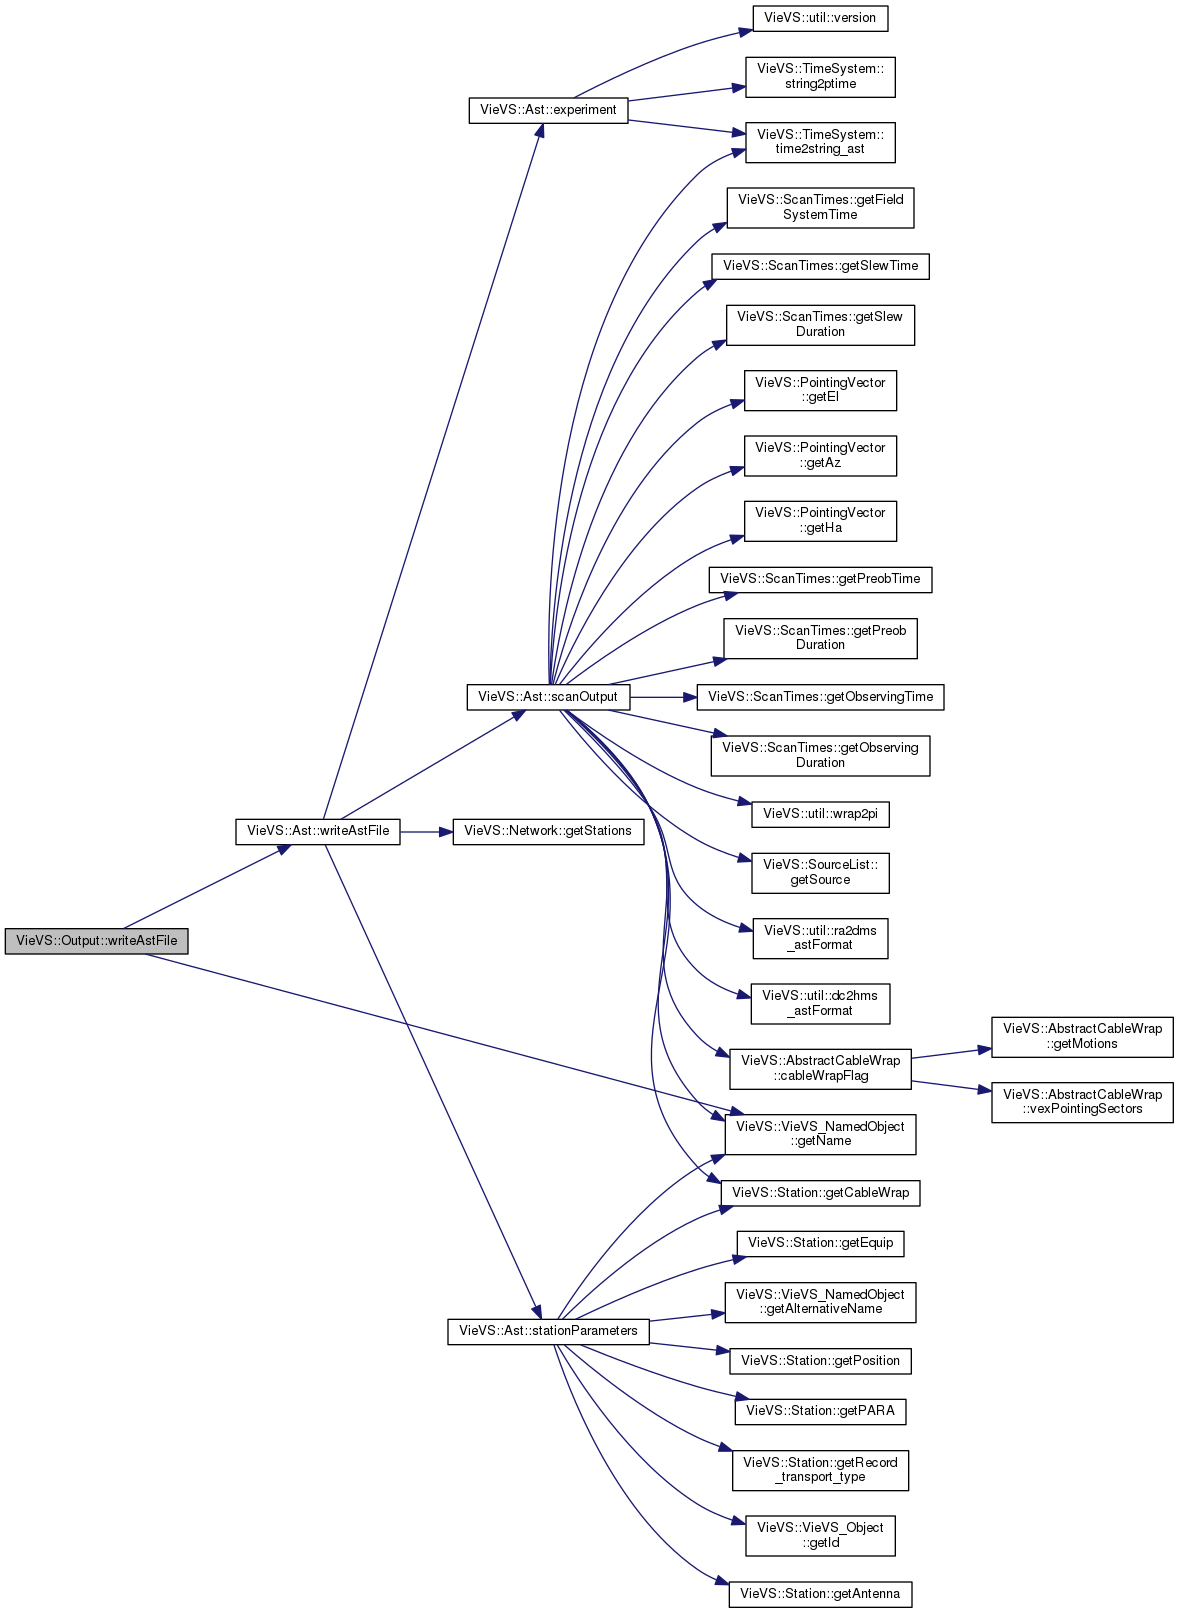 VieVS::util::version
VieVS::TimeSystem::
string2ptime
VieVS::Ast::experiment
VieVS::TimeSystem::
time2string_ast
VieVS::ScanTimes::getField
SystemTime
VieVS::ScanTimes::getSlewTime
VieVS::ScanTimes::getSlew
Duration
VieVS::PointingVector
::getEl
VieVS::PointingVector
::getAz
VieVS::PointingVector
::getHa
VieVS::ScanTimes::getPreobTime
VieVS::ScanTimes::getPreob
Duration
VieVS::Ast::scanOutput
VieVS::ScanTimes::getObservingTime
VieVS::ScanTimes::getObserving
Duration
VieVS::util::wrap2pi
VieVS::Ast::writeAstFile
VieVS::Network::getStations
VieVS::SourceList::
getSource
VieVS::util::ra2dms
_astFormat
VieVS::Output::writeAstFile
VieVS::util::dc2hms
_astFormat
VieVS::AbstractCableWrap
::getMotions
VieVS::AbstractCableWrap
::cableWrapFlag
VieVS::AbstractCableWrap
::vexPointingSectors
VieVS::VieVS_NamedObject
::getName
VieVS::Station::getCableWrap
VieVS::Station::getEquip
VieVS::VieVS_NamedObject
::getAlternativeName
VieVS::Ast::stationParameters
VieVS::Station::getPosition
VieVS::Station::getPARA
VieVS::Station::getRecord
_transport_type
VieVS::VieVS_Object
::getId
VieVS::Station::getAntenna